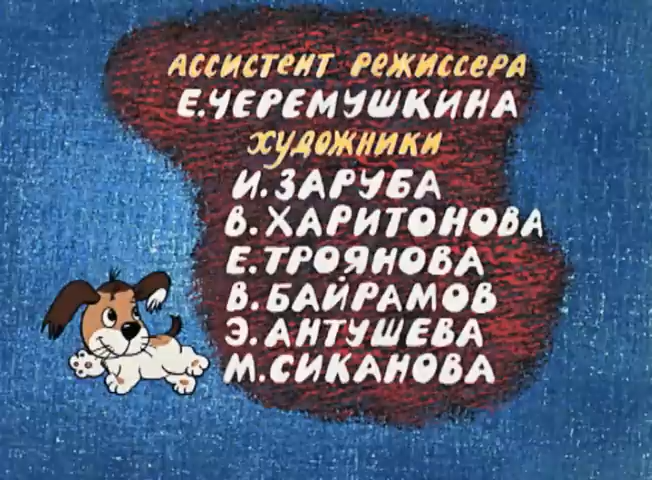 АССИСТЕНТ РЕЖИССЕРА
Е.ЧЕРЕМУШКИНА
ХУДОЖНИКИ
И.ЗАРУБА
В.ХАРИТОНОВА
Е.ТРОЯНОВА
В.БАЙРАМОВ
Э.АНТУШЕВА
М.СИКАНОВА